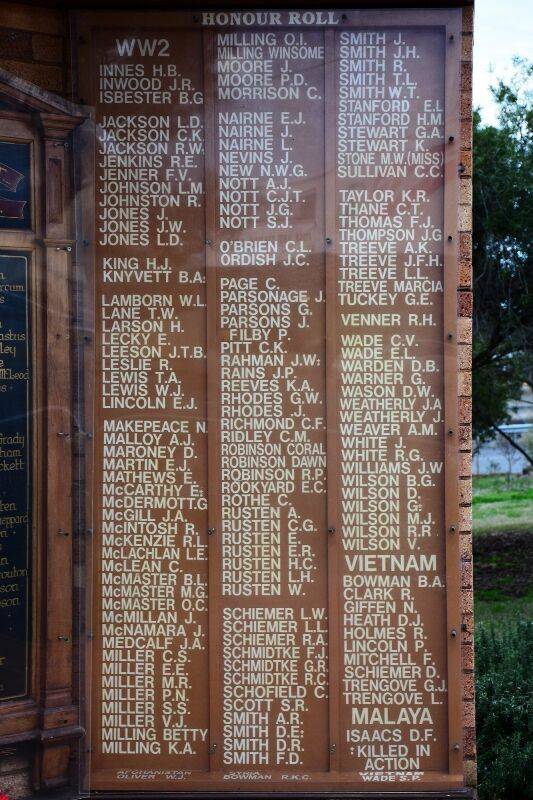 HONOUR ROLL
WW2
INNES H.B.
INWOOD J.R.
ISBESTER B.G
JACKSON L.D.
JACKSON C.K.
JACKSON R.W.
JENKINS R.E.
JENNER F.V.
JOHNSON L.M.
JOHNSTON R.
JONES J.
JONES J.W.
JONES L.D.
KING H.J.
KNYVETT B.A:
LAMBORN W.L.
LANE T.W.
LARSON H.
LECKY E.
LEESON J.T.B.
LESLIE R.
LEWIS T.A.
LEWIS W.J.
LINCOLN E.J.
MAKEPEACE N.
MALLOY A.J.
MARONEY D.
MARTIN E.J.
MATHEWS E.
McCARTHY E:
McDERMOTT.G
McGILL J.A.
McINTOSH R.
McKENZIE R.L.
McLACHLAN L.E.
McLEAN C.
McMASTER B.L.
McMASTER M.G.
McMASTER O.C.
McMILLAN J.
McNAMARA J.
MEDCALF J.A.
MILLER C.S.
MILLER E.E.
MILLER M.R.
MILLER P.N.
MILLER S.S.
MILLER V.J.
MILLING BETTY
MILLING K.A.
AFGHANISTAN
OLIVER W.J.
MILLING O.I.
MILLING WINSOME
MOORE J.
MOORE P.D.
MORRISON C.
NAIRNE E.J.
NAIRNE J.
NAIRNE L.
NEVINS J.
NEW N.W.G.
NOTT A.J.
NOTT C.J.T.
NOTT J.G.
NOTT S.J.
O'BRIEN C.L.
ORDISH J.C.
PAGE C.
PARSONAGE J.
PARSONS G.
PARSONS J.
FILBY P.
PITT C.K.
RAHMAN J.W:
RAINS J.P.
REEVES K.A.
RHODES G.W.
RHODES J.
RICHMOND C.F.
RIDLEY C.M.
ROBINSON CORAL
ROBINSON DAWN
ROBINSON R.P.
ROOKYARD E.C.
ROTHE C.
RUSTEN A.
RUSTEN C.G.
RUSTEN E.
RUSTEN E.R.
RUSTEN H.C.
RUSTEN L.H.
RUSTEN W.
SCHIEMER L.W.
SCHIEMER L.L.
SCHIEMER R.A.
SCHMIDTKE F.J.
SCHMIDTKE G.R.
SCHMIDTKE R.C.
SCHOFIELD C.
SCOTT S.R.
SMITH A.R.
SMITH D.E:
SMITH D.R.
SMITH F.D.
SYRIA
BOWMAN R.K.C.
SMITH J.
SMITH J.H.
SMITH R.
SMITH T.L.
SMITH W.T.
STANFORD E.L
STANFORD H.M.
STEWART G.A.
STEWART K.
STONE M.W.(MISS)
SULLIVAN C.C.
TAYLOR K.R.
THANE C.T.
THOMAS F.J.
THOMPSON J.G
TREEVE A.K.
TREEVE J.F.H.
TREEVE L.L.
TREEVE MARCIA
TUCKEY G.E.
VENNER R.H.
WADE C.V.
WADE E.L.
WARDEN D.B.
WARNER G.
WASON D.W.
WEATHERLY J.A
WEATHERLY J.
WEAVER A.M.
WHITE J.
WHITE R.G.
WILLIAMS J.W
WILSON B.G.
WILSON D.
WILSON G:
WILSON M.J.
WILSON R.R.
WILSON V.
VIETNAM
BOWMAN B.A.
CLARK R.
GIFFEN N.
HEATH D.J.
HOLMES R.
LINCOLN P.
MITCHELL F.
SCHIEMER D.
TRENGOVE G.J.
TRENGOVE L.
MALAYA
ISAACS D.F.
:KILLED IN
ACTION
VIETNAM
WADE S.P.